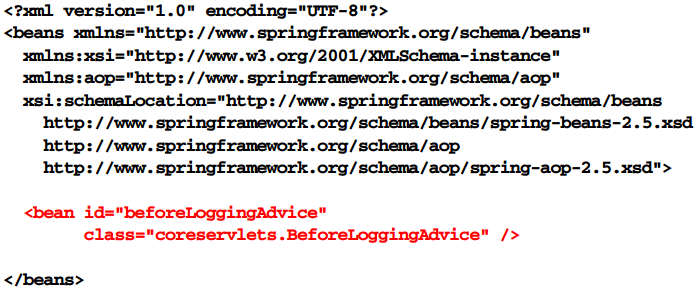 <?xml version="1.0" encoding="UTF-8"?>
<beans xmlns="http://www.springframework.org/schema/beans"
xmlns:xsi="http://www.w3.org/2001/XMLSchema-instance"
xmlns:aop="http://www.springframework.org/schema/aop"
xsi:schemaLocation="http://www.springframework.org/schema/beans
http://www.springframework.org/schema/beans/spring-beans-2.5.xsd
http://www.springframework.org/schema/aop
http://www.springframework.org/schema/aop/spring-aop-2.5.xsd">
<bean id="beforeLoggingAdvice"
class="coreservlets.BeforeLoggingAdvice" />
</beans>